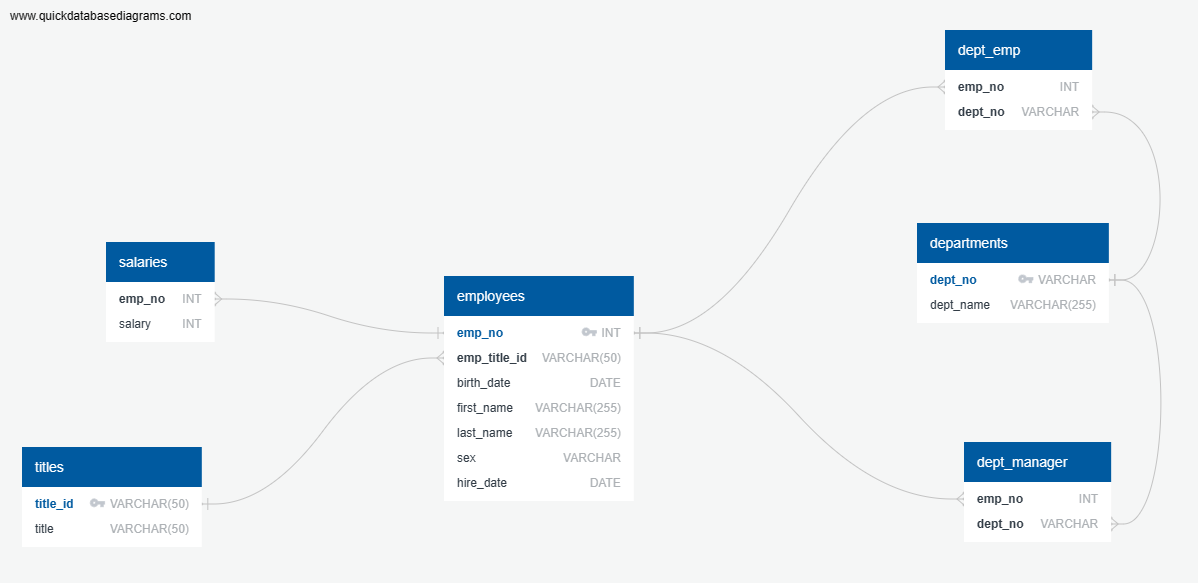 www.quickdatabasediagrams.com
dept_emp
emp_no INT
dept_no VARCHAR
departments
dept_no VARCHAR
dept_name VARCHAR(255)
salaries
emp_no INT
salary INT
employees
emp_no INT
emp_title_id VARCHAR(50)
birth_date DATE
first_name VARCHAR(255)
last_name VARCHAR(255)
sex VARCHAR
hire_date DATE
titles
title_id VARCHAR(50)
title VARCHAR(50)
dept_manager
emp_no INT
dept_no VARCHAR